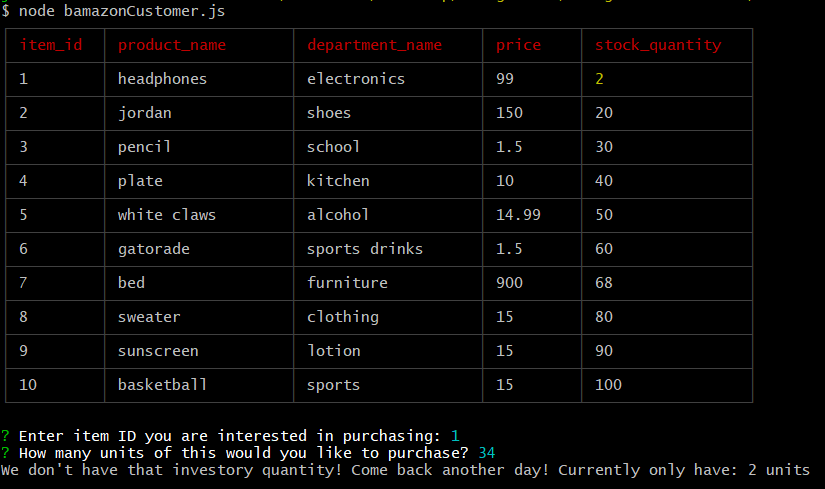 $ node bamazonCustomer.js
item_id product_name department_name price stock_quantity
1 headphones electronics 99 2
2 jordan shoes 150 20
3 pencil school 1.5 30
4 plate kitchen 10 40
5 white claws alcohol 14.99 50
6 gatorade sports drinks 1.5 60
7 bed furniture 900 68
8 sweater clothing 15 80
9 sunscreen lotion 15 90
10 basketball sports 15 100
? Enter item ID you are interested in purchasing: 1
? How many units of this would you like to purchase? 34
We don't have that investory quantity! Come back another day! Currently only have: 2 units